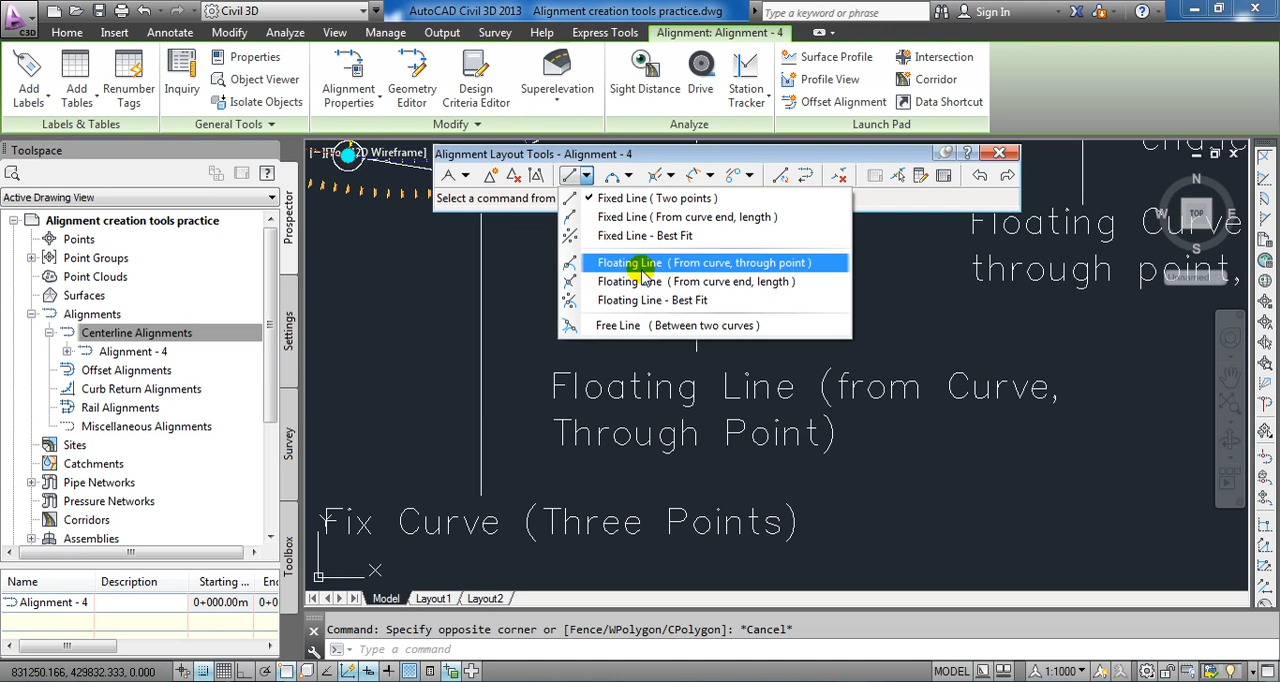 Civil 3D
AutoCAD Civil 3D 2013 Alignment creation tools practice.dwg
Type a keyword or phrase
Sign In
C3D
Home Insert Annotate Modify Analyze View Manage Output Survey Help Express Tools Alignment: Alignment - 4
Add Labels
Add Tables
Renumber Tags
Inquiry
Properties
Object Viewer
Isolate Objects
Alignment Properties
Geometry Editor
Design Criteria Editor
Superelevation
Sight Distance
Drive
Station Tracker
Surface Profile
Profile View
Offset Alignment
Intersection
Corridor
Data Shortcut
Labels & Tables
General Tools
Modify
Analyze
Launch Pad
Toolspace
Active Drawing View
Alignment creation tools practice
Points
Point Groups
Point Clouds
Surfaces
Alignments
Centerline Alignments
Alignment - 4
Offset Alignments
Curb Return Alignments
Rail Alignments
Miscellaneous Alignments
Sites
Catchments
Pipe Networks
Pressure Networks
Corridors
Assemblies
Prospector
Settings
Survey
Toolbox
Name Description Starting ...
Alignment - 4 0+000.00m
2D Wireframe]
Alignment Layout Tools - Alignment - 4
Select a command from
Fixed Line ( Two points )
Fixed Line ( From curve end, length )
Fixed Line - Best Fit
Floating Line ( From curve, through point )
Floating Line ( From curve end, length )
Floating Line - Best Fit
Free Line ( Between two curves )
N
W TOP E
S
Unnamed
Floating Curve
through point,
Floating Line (from Curve,
Through Point)
Fix Curve (Three Points)
Y
X
Model Layout1 Layout2
Command: Specify opposite corner or [Fence/WPolygon/CPolygon]: *Cancel*
Type a command
831250.166, 429832.333, 0.000
MODEL
1:1000